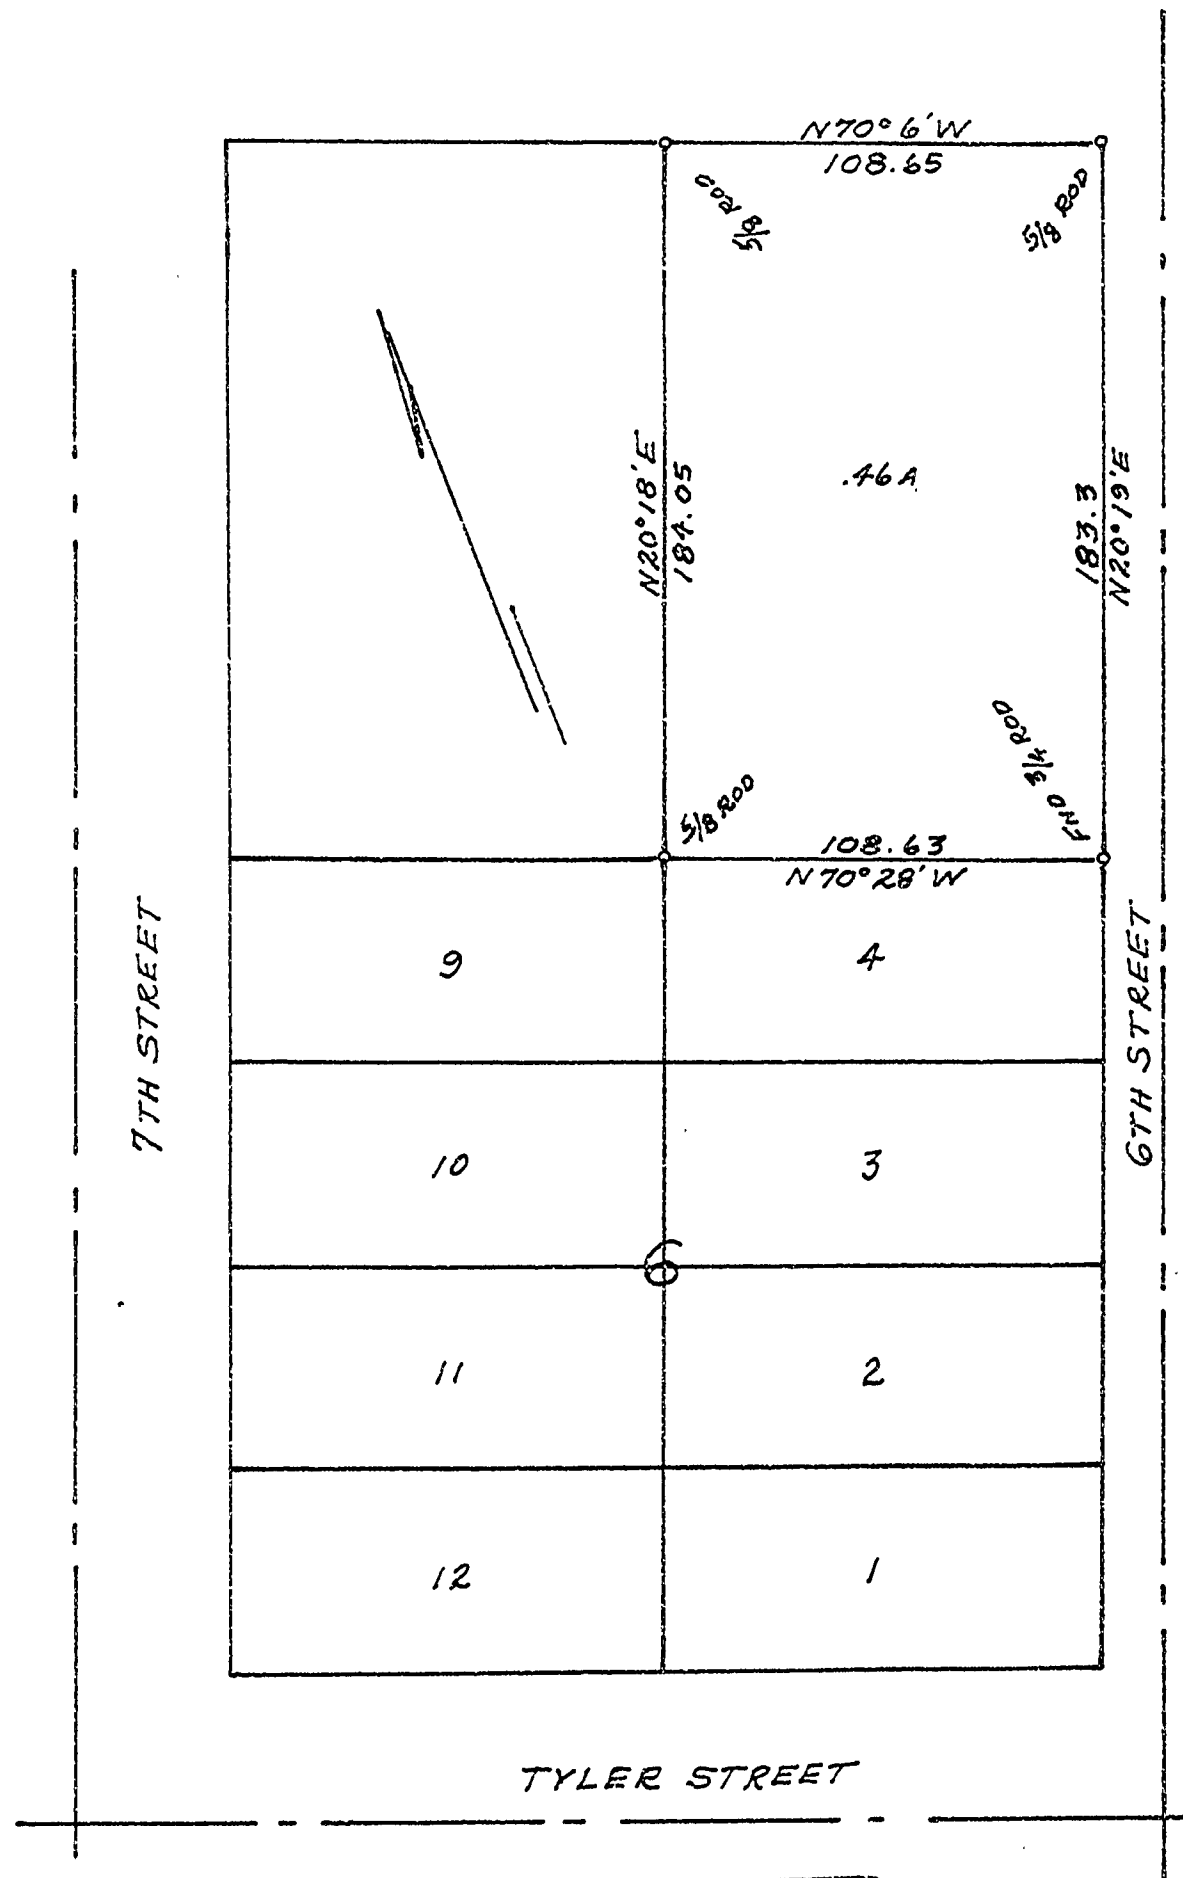 N70°6'W
108.65
5/8 ROD
5/8 ROD
N20°18'E
184.05
.46A
183.3
N20°19'E
5/8 ROD
FND 3/4 ROD
108.63
N70°28'W
7TH STREET
6TH STREET
9
4
10
3
6
11
2
12
1
TYLER STREET